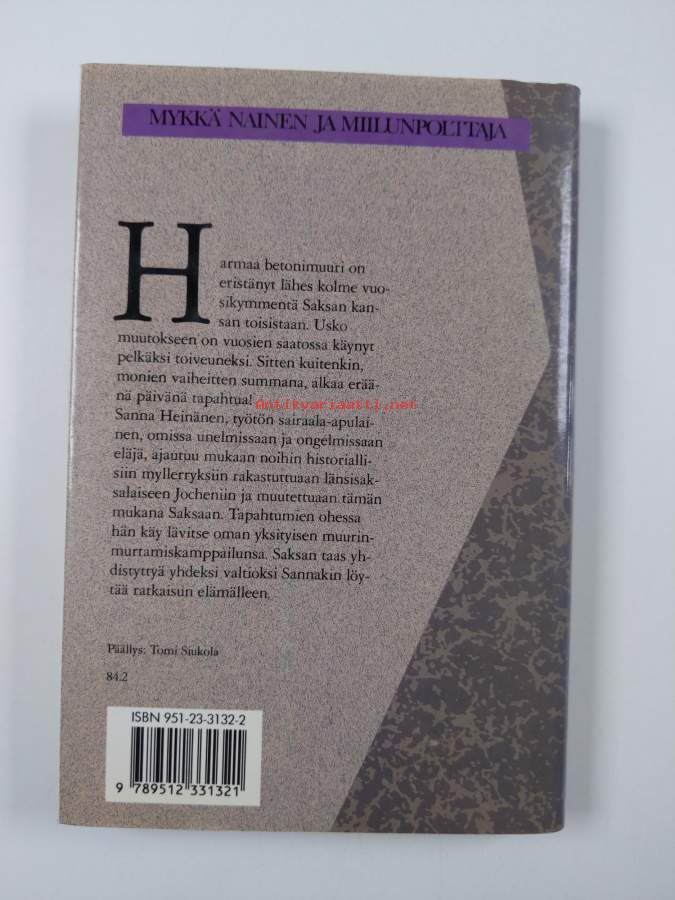 MYKKÄ NAINEN JA MIILUNPOLTTAJA
Harmaa betonimuuri on
eristänyt lähes kolme vuo-
sikymmentä Saksan kan-
san toisistaan. Usko
muutokseen on vuosien saatossa käynyt
pelkäksi toiveuneksi. Sitten kuitenkin,
monien vaiheitten summana, alkaa erää-
nä päivänä tapahtua!
Antikvariaatti.net
Sanna Heinänen, työtön sairaala-apulai-
nen, omissa unelmissaan ja ongelmissaan
eläjä, ajautuu mukaan noihin historialli-
siin myllerryksiin rakastuttuaan länsisak-
salaiseen Jocheniin ja muutettuaan tämän
mukana Saksaan. Tapahtumien ohessa
hän käy lävitse oman yksityisen muurin-
murtamiskamppailunsa. Saksan taas yh-
distyttyä yhdeksi valtioksi Sannakin löy-
tää ratkaisun elämälleen.
Päällys: Tomi Siukola
84.2
ISBN 951-23-3132-2
9 789512 331321